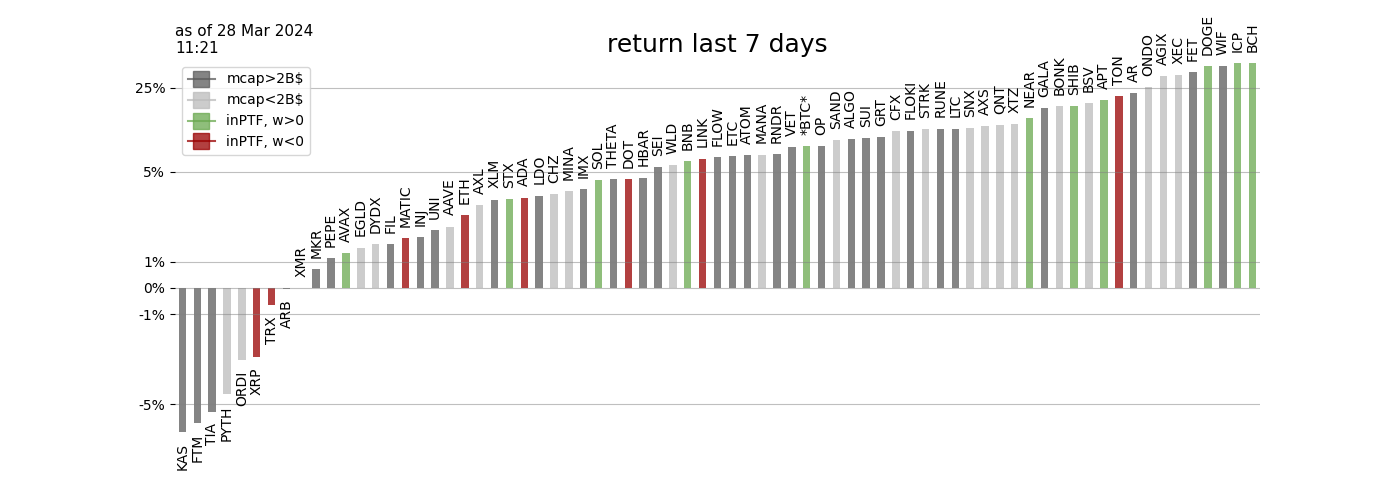 as of 28 Mar 2024
11:21
return last 7 days
mcap>2B$
mcap<2B$
inPTF, w>0
inPTF, w<0
25%
5%
1%
0%
-1%
-5%
KAS
FTM
TIA
PYTH
ORDI
XRP
TRX
ARB
XMR
MKR
PEPE
AVAX
EGLD
DYDX
FIL
MATIC
INJ
UNI
AAVE
ETH
AXL
XLM
STX
ADA
LDO
CHZ
MINA
IMX
SOL
THETA
DOT
HBAR
SEI
WLD
BNB
LINK
FLOW
ETC
ATOM
MANA
RNDR
VET
*BTC*
OP
SAND
ALGO
SUI
GRT
CFX
FLOKI
STRK
RUNE
LTC
SNX
AXS
QNT
XTZ
NEAR
GALA
BONK
SHIB
BSV
APT
TON
AR
ONDO
AGIX
XEC
FET
DOGE
WIF
ICP
BCH